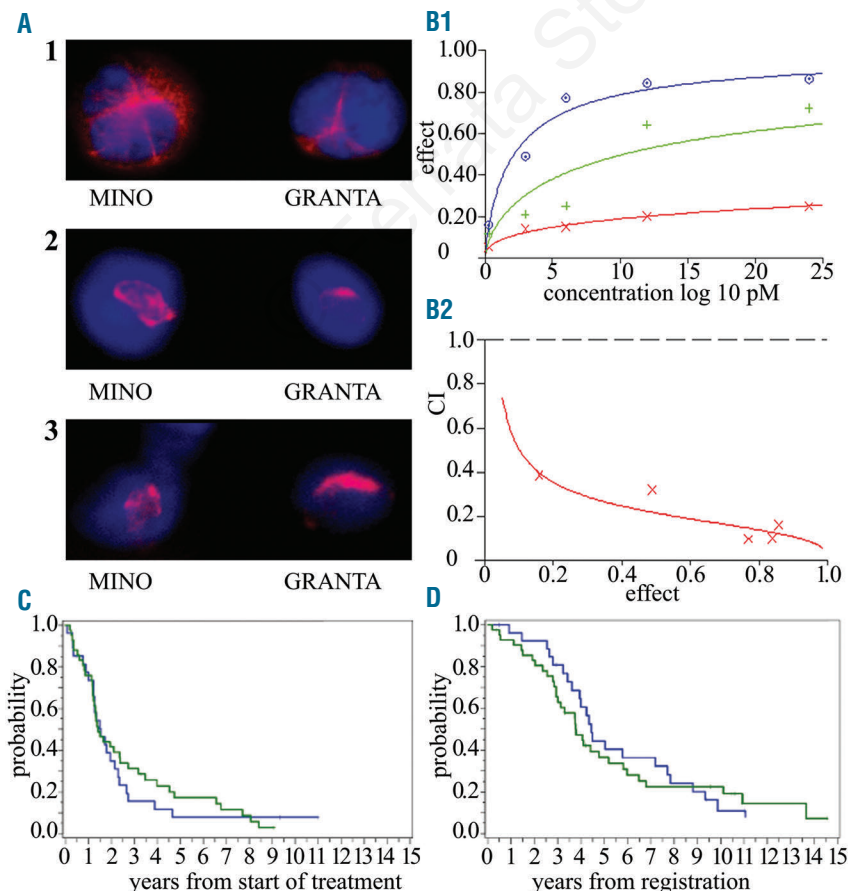 A
1
MINO GRANTA
2
MINO GRANTA
3
MINO GRANTA
B1
1.00
0.80
0.60
0.40
0.20
0
effect
0 5 10 15 20 25
concentration log 10 pM
B2
1.0
0.8
0.6
0.4
0.2
0
CI
0 0.2 0.4 0.6 0.8 1.0
effect
C
1.0
0.8
0.6
0.4
0.2
0.0
probability
0 1 2 3 4 5 6 7 8 9 10 11 12 13 14 15
years from start of treatment
D
1.0
0.8
0.6
0.4
0.2
0.0
probability
0 1 2 3 4 5 6 7 8 9 10 11 12 13 14 15
years from registration